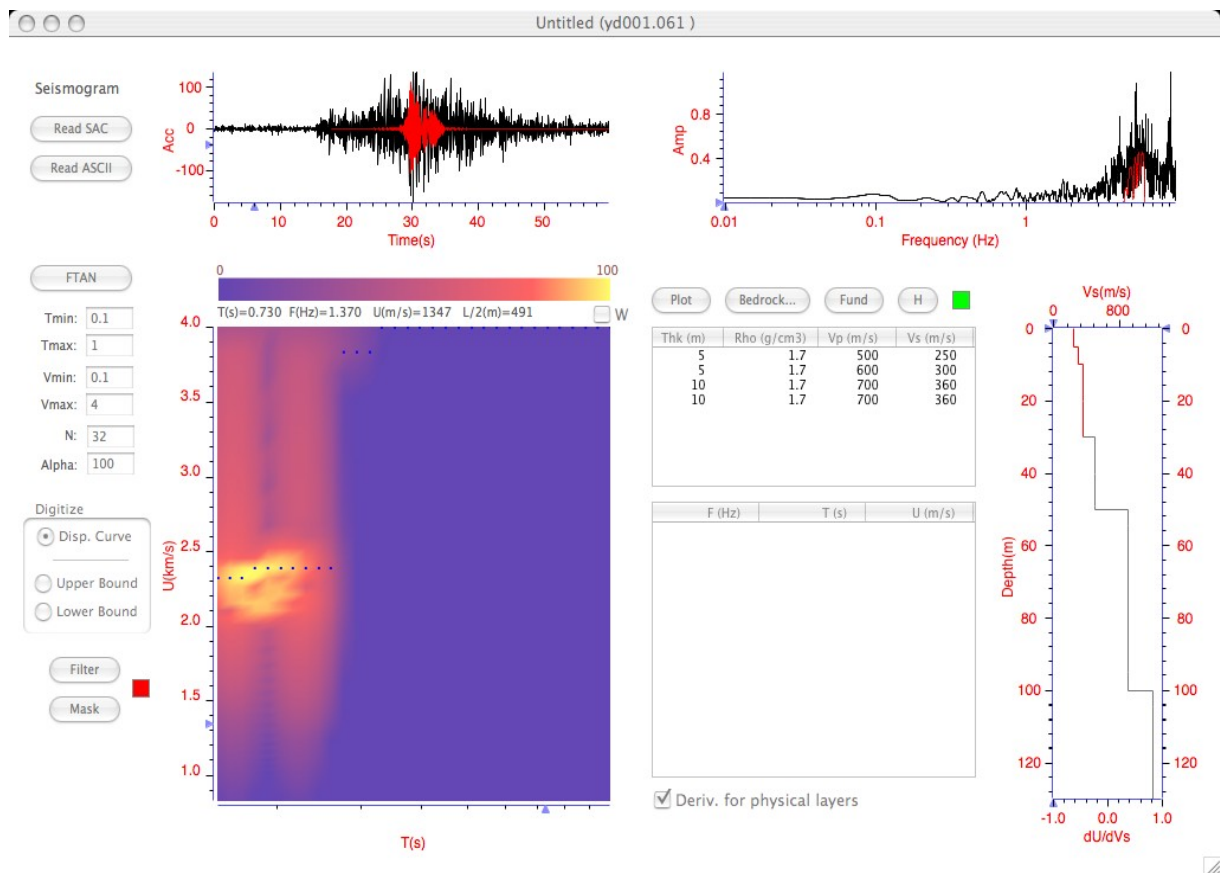 Untitled (yd001.061 )
Seismogram
Read SAC
Read ASCII
Acc
100
0
-100
0 10 20 30 40 50
Time(s)
Amp
0.8
0.4
0.01 0.1 1
Frequency (Hz)
FTAN
Tmin: 0.1
Tmax: 1
Vmin: 0.1
Vmax: 4
N: 32
Alpha: 100
Digitize
Disp. Curve
Upper Bound
Lower Bound
Filter
Mask
0 100
T(s)=0.730 F(Hz)=1.370 U(m/s)=1347 L/2(m)=491 W
U(km/s)
4.0
3.5
3.0
2.5
2.0
1.5
1.0
T(s)
Plot Bedrock... Fund H
Thk (m) Rho (g/cm3) Vp (m/s) Vs (m/s)
5 1.7 500 250
5 1.7 600 300
10 1.7 700 360
10 1.7 700 360
F (Hz) T (s) U (m/s)
Deriv. for physical layers
Vs(m/s)
0 800
Depth(m)
0 0
20 20
40 40
60 60
80 80
100 100
120 120
-1.0 0.0 1.0
dU/dVs